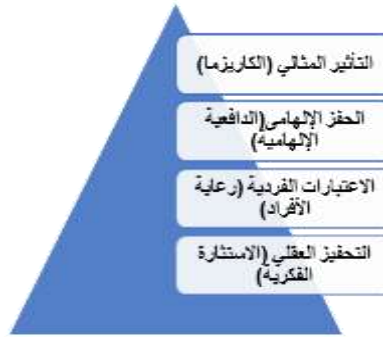 التأثير المثالي (الكاريزما)
الحفز الإلهامي(الدافعية
الإلهامية)
الاعتبارات الفردية (رعاية
الأفراد)
التحفيز العقلي (الاستثارة
الفكرية)